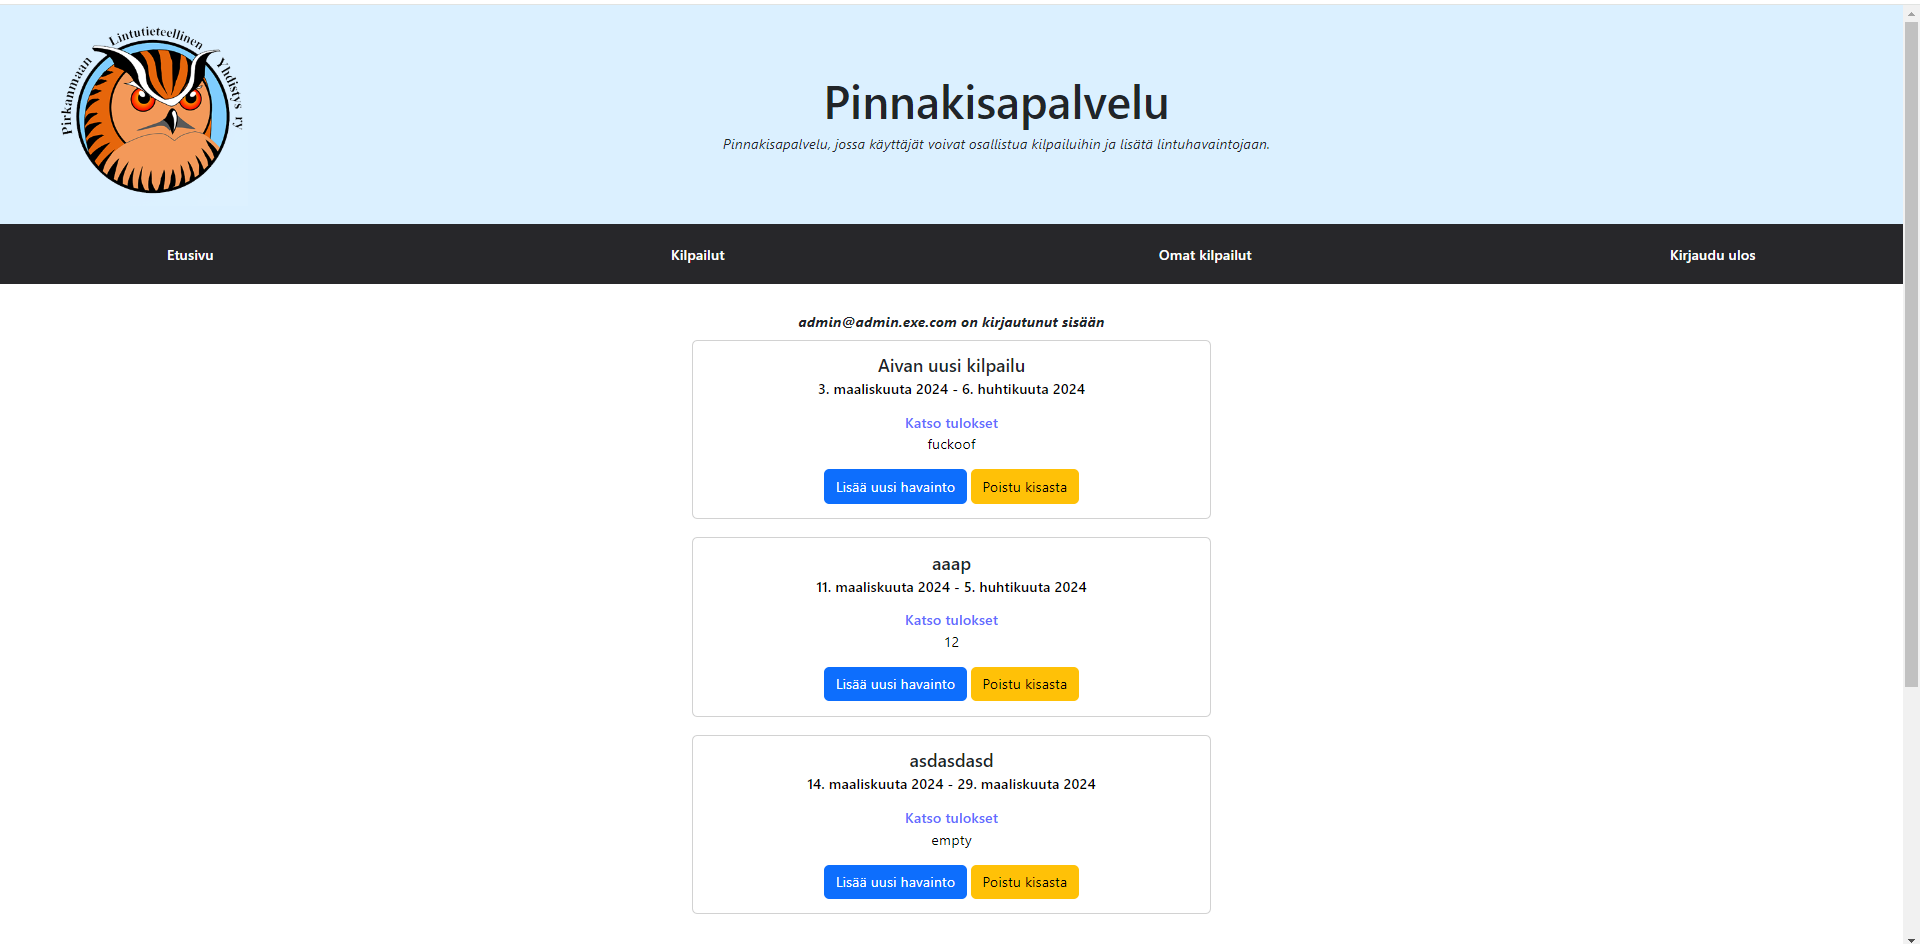 Pirkanmaan Lintutieteellinen Yhdistys ry
Pinnakisapalvelu
Pinnakisapalvelu, jossa käyttäjät voivat osallistua kilpailuihin ja lisätä lintuhavaintojaan.
Etusivu Kilpailut Omat kilpailut Kirjaudu ulos
admin@admin.exe.com on kirjautunut sisään
Aivan uusi kilpailu
3. maaliskuuta 2024 - 6. huhtikuuta 2024
Katso tulokset
fuckoof
Lisää uusi havainto Poistu kisasta
aaap
11. maaliskuuta 2024 - 5. huhtikuuta 2024
Katso tulokset
12
Lisää uusi havainto Poistu kisasta
asdasdasd
14. maaliskuuta 2024 - 29. maaliskuuta 2024
Katso tulokset
empty
Lisää uusi havainto Poistu kisasta